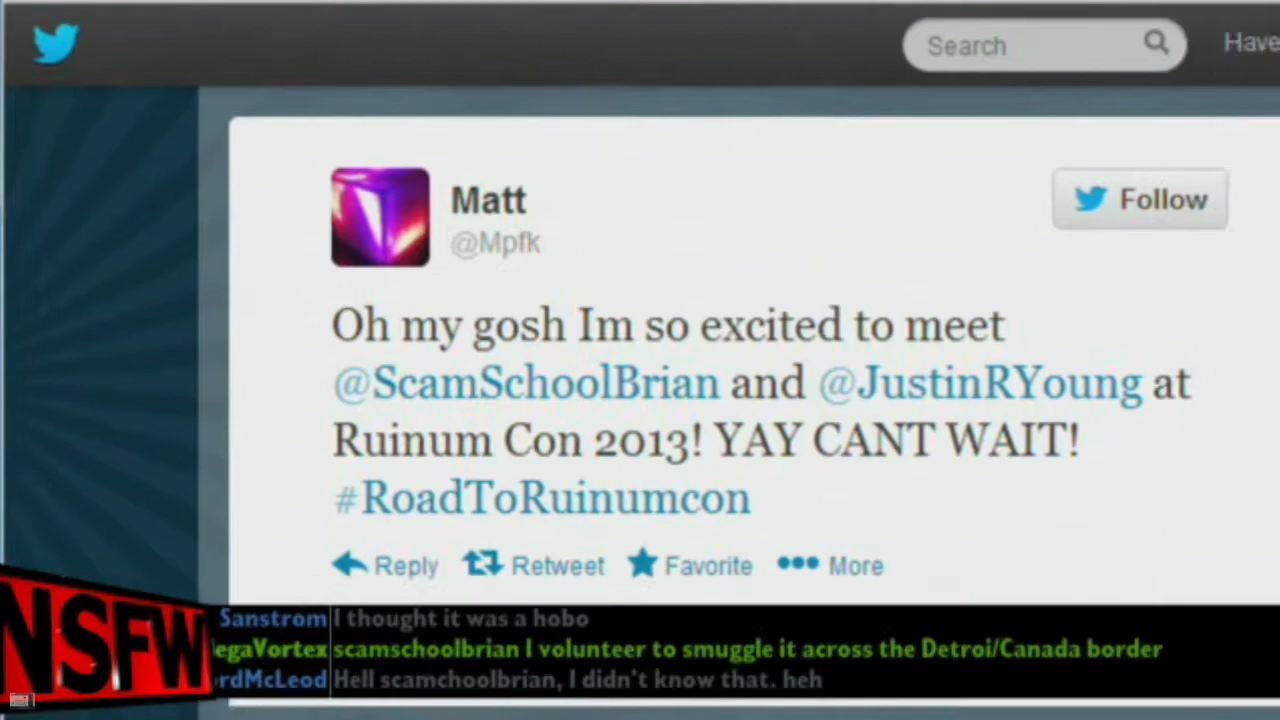 Search
Have
Matt
@Mpfk
Follow
Oh my gosh Im so excited to meet
@ScamSchoolBrian and @JustinRYoung at
Ruinum Con 2013! YAY CANT WAIT!
#RoadToRuinumcon
Reply Retweet Favorite More
NSFW
Sanstrom I thought it was a hobo
egaVortex scamschoolbrian I volunteer to smuggle it across the Detroi/Canada border
rdMcLeod Hell scamchoolbrian, I didn't know that. heh